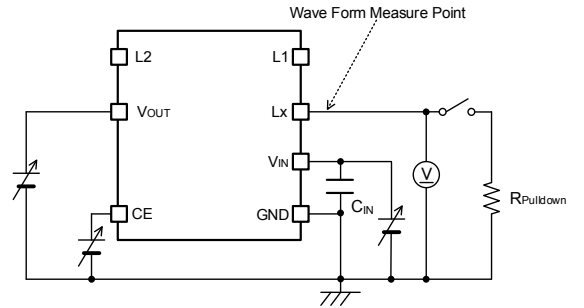 Wave Form Measure Point
L2 L1
VOUT Lx
VIN
V
CIN
RPulldown
CE GND